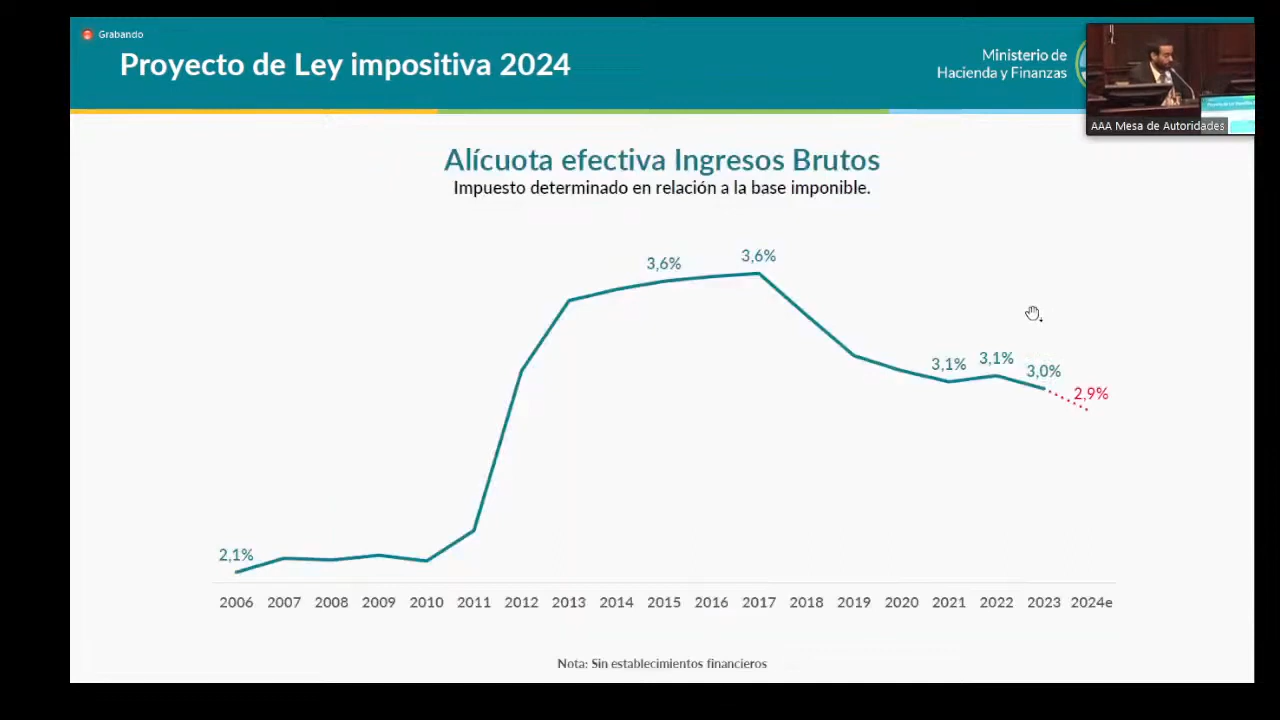 Grabando
Proyecto de Ley impositiva 2024
Ministerio de
Hacienda y Finanzas
AAA Mesa de Autoridades
Alícuota efectiva Ingresos Brutos
Impuesto determinado en relación a la base imponible.
3,6%
3,6%
3,1%
3,1%
3,0%
2,9%
2,1%
2006 2007 2008 2009 2010 2011 2012 2013 2014 2015 2016 2017 2018 2019 2020 2021 2022 2023 2024e
Nota: Sin establecimientos financieros